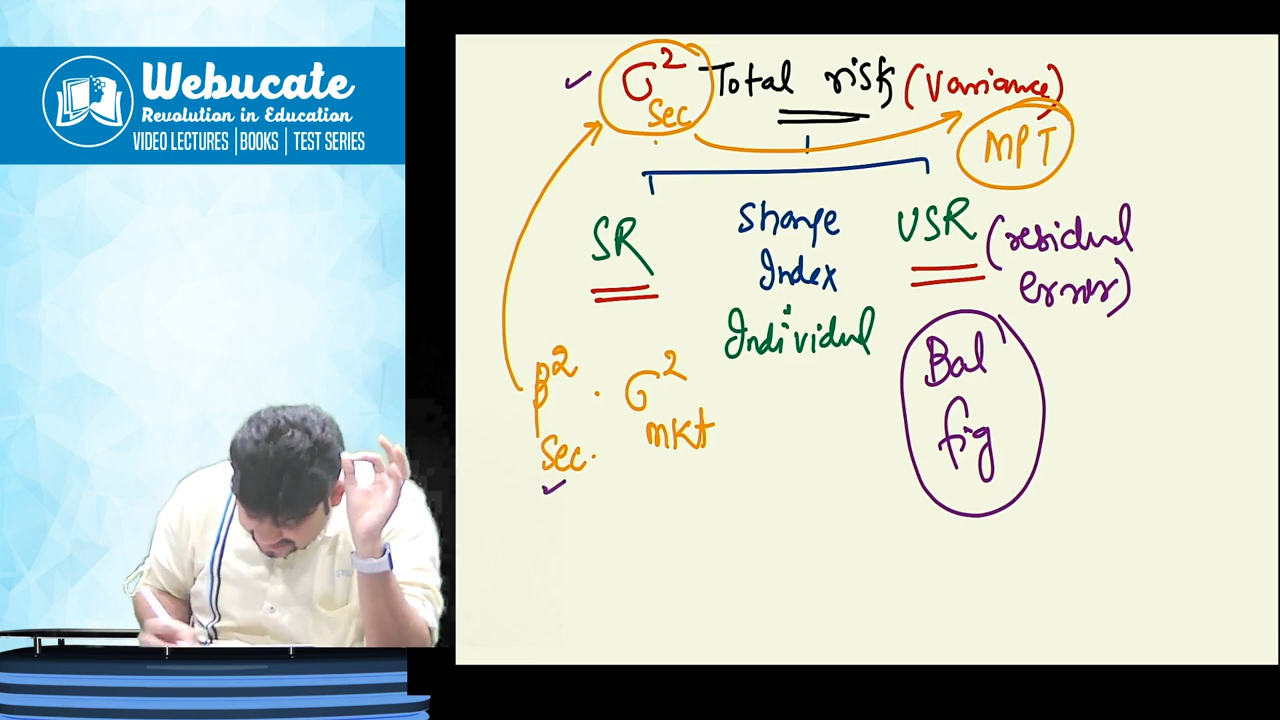 Webucate
Revolution in Education
VIDEO LECTURES | BOOKS | TEST SERIES
σ² sec Total risk (Variance)
MPT
SR
Sharpe
Index
Individual
USR (residual error)
β² sec. · σ² mkt
Bal
fig